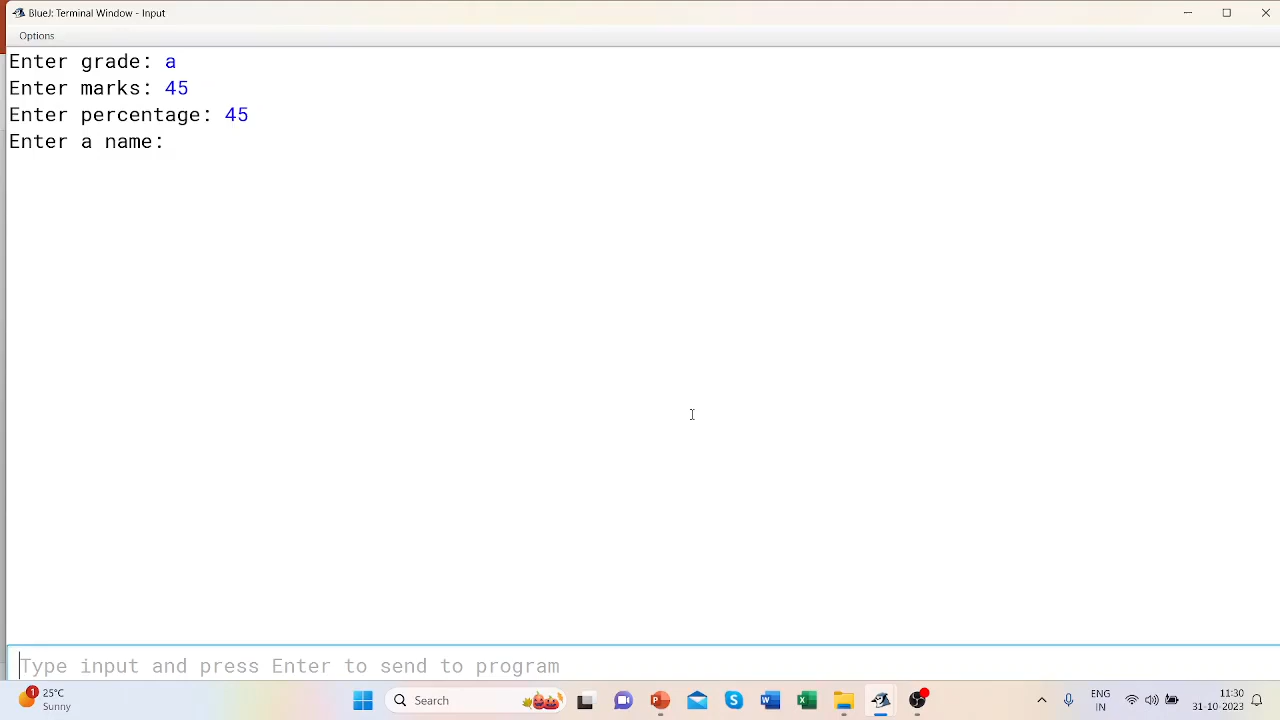 BlueJ: Terminal Window - Input
Options
Enter grade: a
Enter marks: 45
Enter percentage: 45
Enter a name:
Type input and press Enter to send to program
1
25°C
Sunny
Search
ENG
IN
11:30
31-10-2023